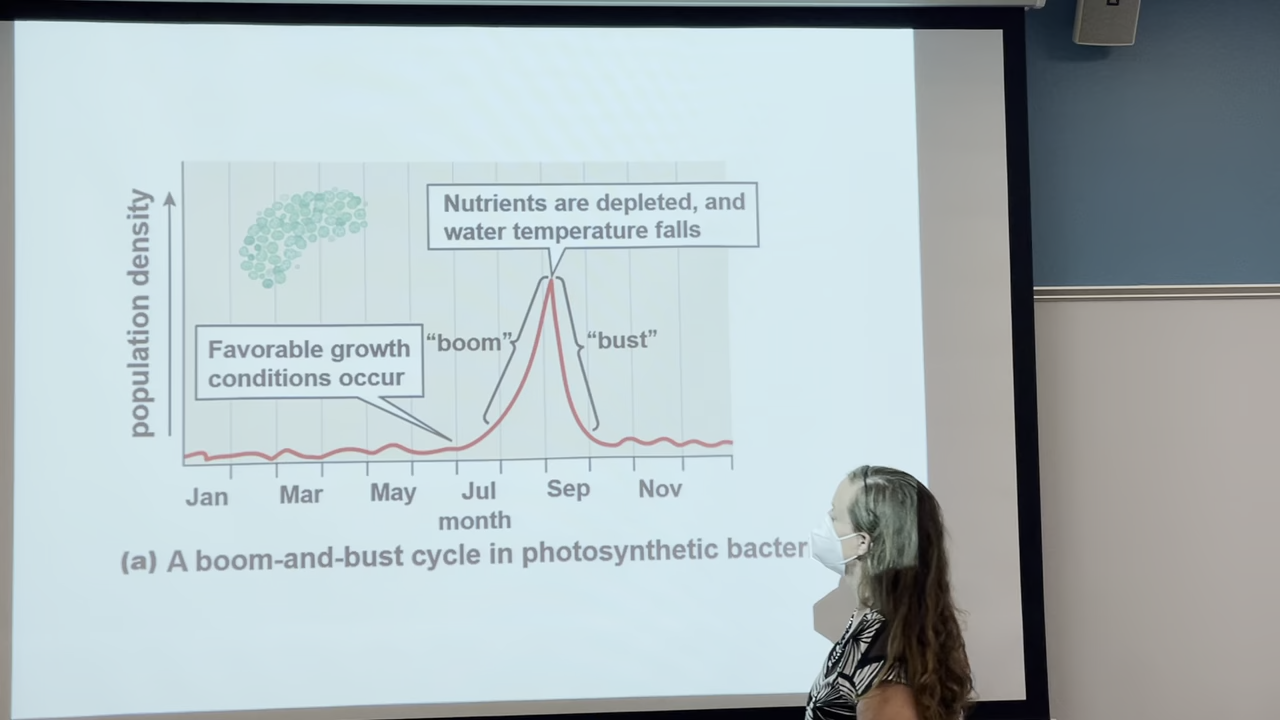 population density
Nutrients are depleted, and
water temperature falls
"boom"
"bust"
Favorable growth
conditions occur
Jan Mar May Jul Sep Nov
month
(a) A boom-and-bust cycle in photosynthetic bacter